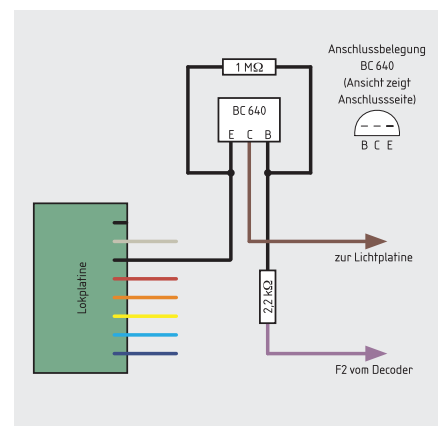 1 MΩ
Anschlussbelegung
BC 640
(Ansicht zeigt
Anschlussseite)
B C E
BC 640
E C B
Lokplatine
zur Lichtplatine
2,2 kΩ
F2 vom Decoder